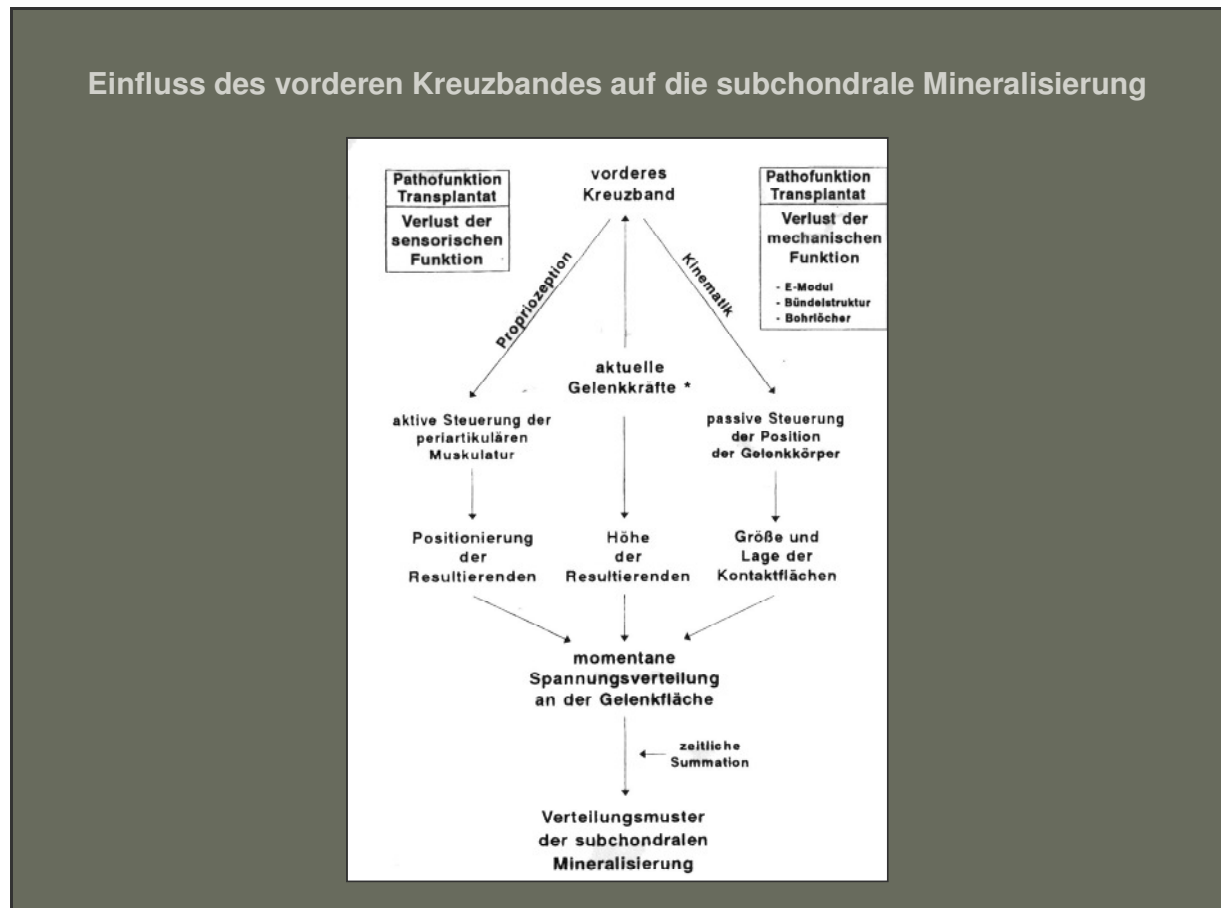 Einfluss des vorderen Kreuzbandes auf die subchondrale Mineralisierung
Pathofunktion
Transplantat
Verlust der
sensorischen
Funktion
vorderes
Kreuzband
Pathofunktion
Transplantat
Verlust der
mechanischen
Funktion
- E-Modul
- Bündelstruktur
- Bohrlöcher
Propriozeption
Kinematik
aktuelle
Gelenkkräfte *
aktive Steuerung der
periartikulären
Muskulatur
passive Steuerung
der Position
der Gelenkkörper
Positionierung
der
Resultierenden
Höhe
der
Resultierenden
Größe und
Lage der
Kontaktflächen
momentane
Spannungsverteilung
an der Gelenkfläche
zeitliche
Summation
Verteilungsmuster
der subchondralen
Mineralisierung